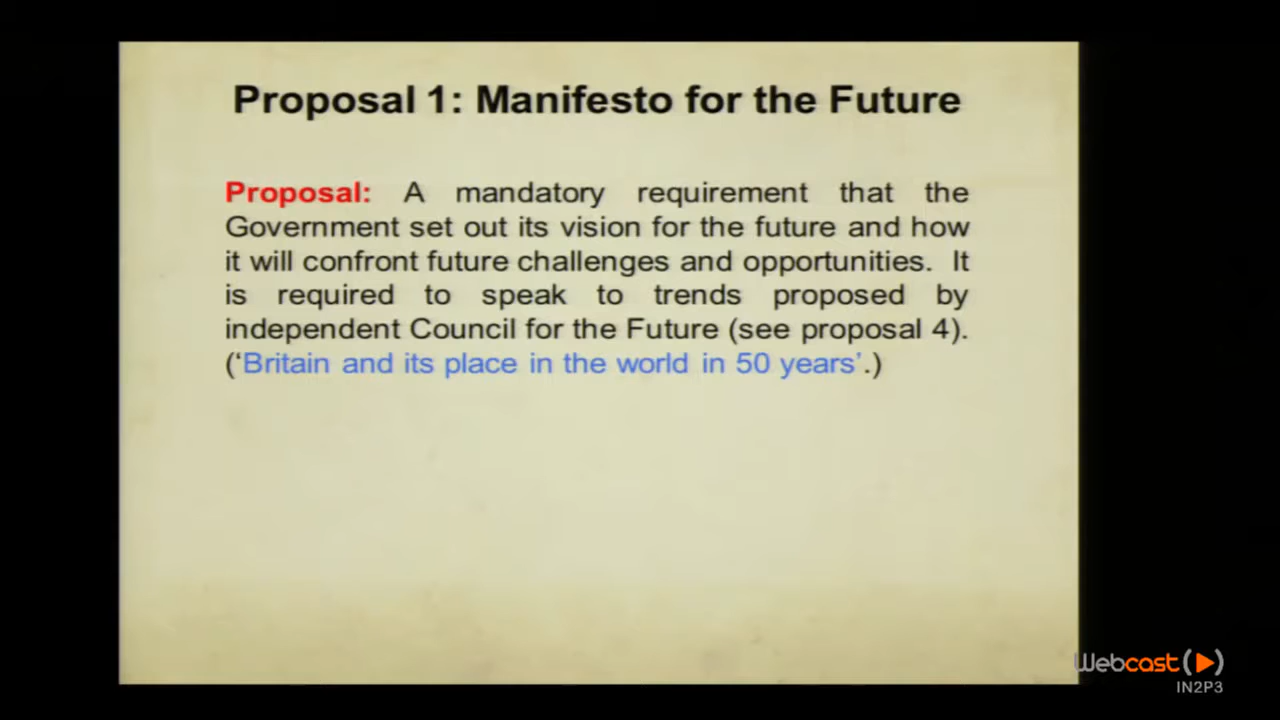 Proposal 1: Manifesto for the Future
Proposal: A mandatory requirement that the
Government set out its vision for the future and how
it will confront future challenges and opportunities. It
is required to speak to trends proposed by
independent Council for the Future (see proposal 4).
(‘Britain and its place in the world in 50 years’.)
Webcast
IN2P3